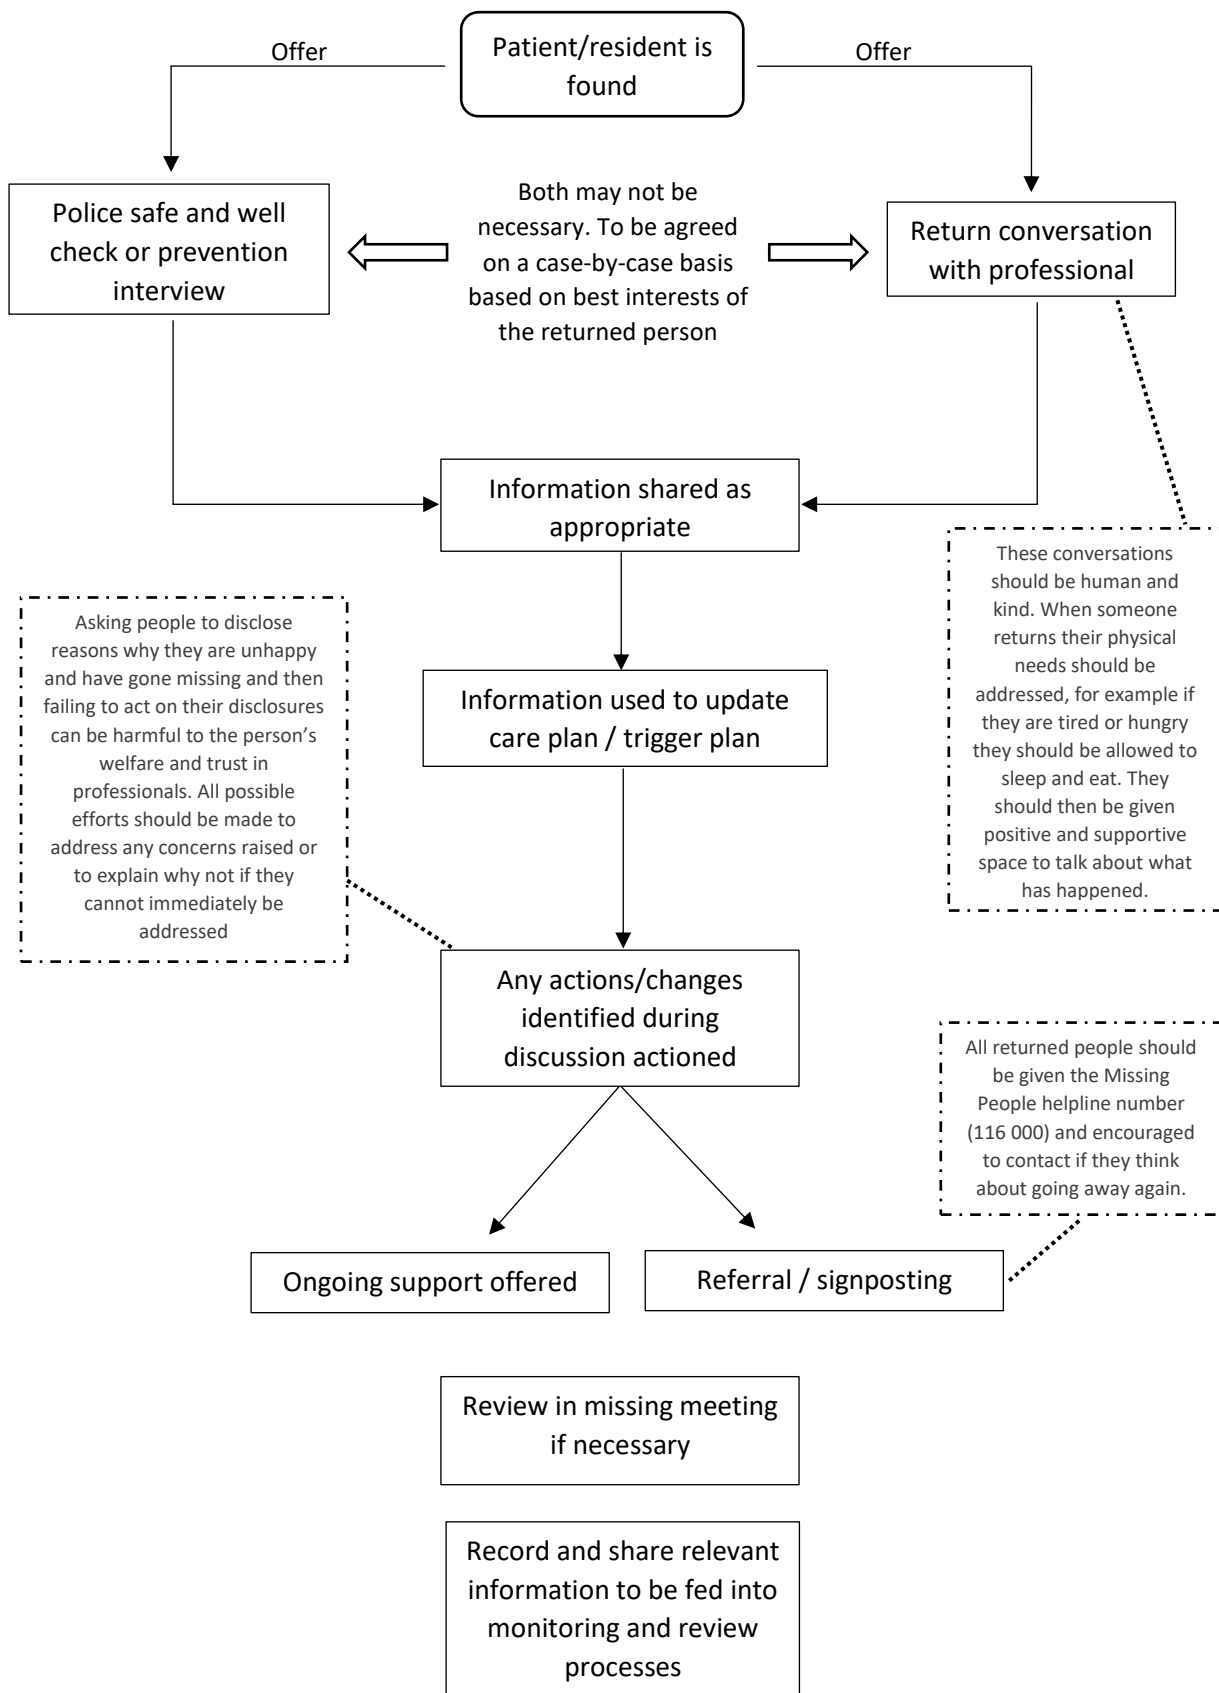 Patient/resident is
found
Offer
Offer
Police safe and well
check or prevention
interview
Both may not be
necessary. To be agreed
on a case-by-case basis
based on best interests of
the returned person
Return conversation
with professional
Information shared as
appropriate
These conversations
should be human and
kind. When someone
returns their physical
needs should be
addressed, for example if
they are tired or hungry
they should be allowed to
sleep and eat. They
should then be given
positive and supportive
space to talk about what
has happened.
Asking people to disclose
reasons why they are unhappy
and have gone missing and then
failing to act on their disclosures
can be harmful to the person’s
welfare and trust in
professionals. All possible
efforts should be made to
address any concerns raised or
to explain why not if they
cannot immediately be
addressed
Information used to update
care plan / trigger plan
Any actions/changes
identified during
discussion actioned
All returned people should
be given the Missing
People helpline number
(116 000) and encouraged
to contact if they think
about going away again.
Ongoing support offered
Referral / signposting
Review in missing meeting
if necessary
Record and share relevant
information to be fed into
monitoring and review
processes